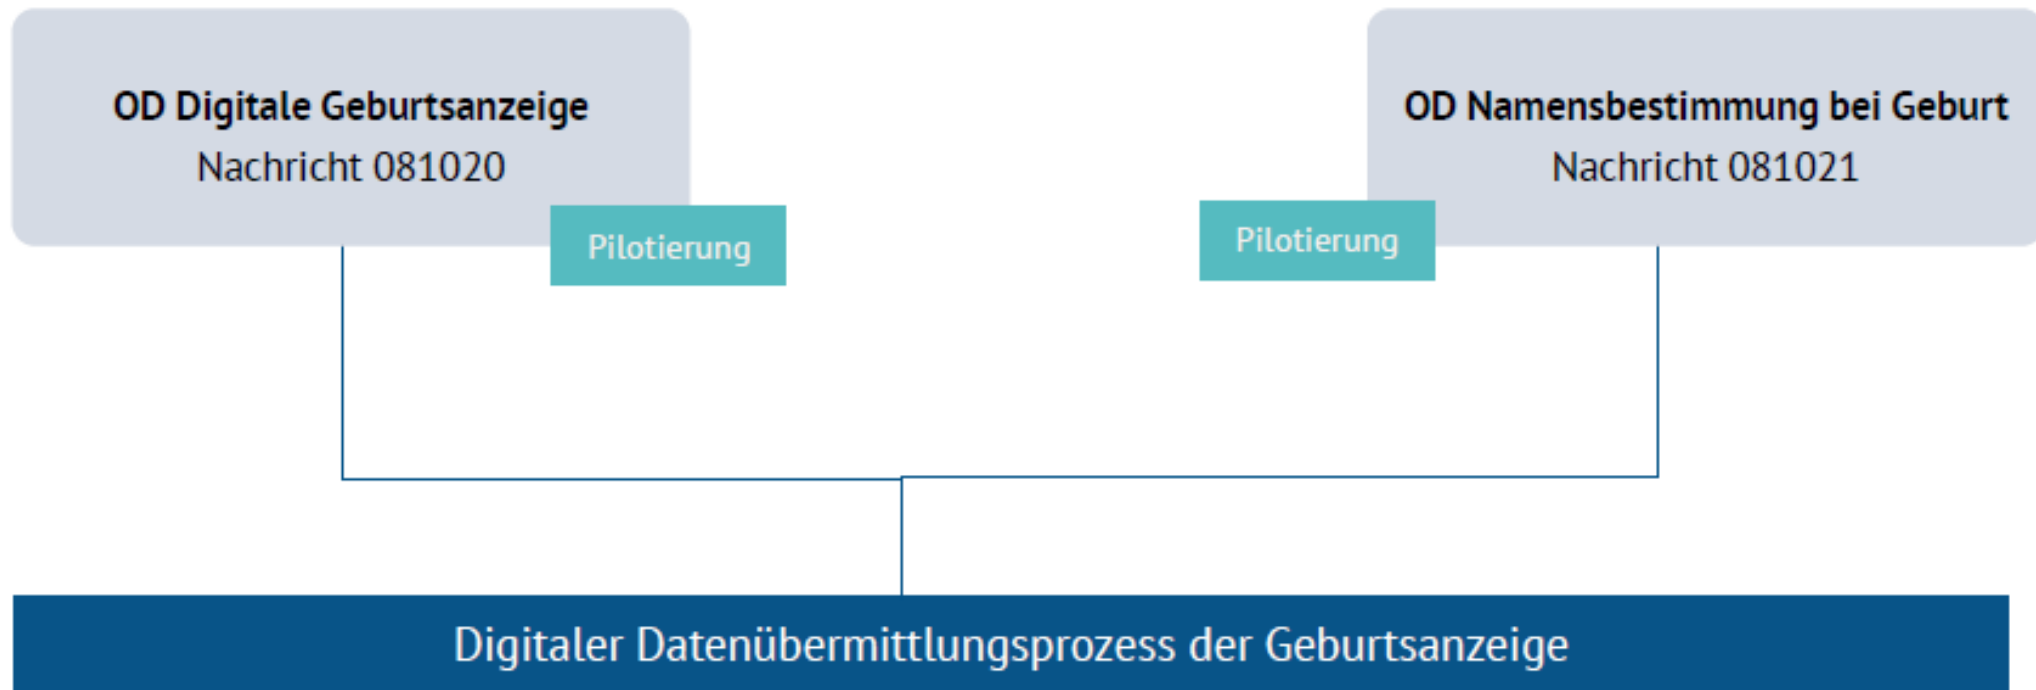 OD Digitale Geburtsanzeige
Nachricht 081020
Pilotierung
OD Namensbestimmung bei Geburt
Nachricht 081021
Pilotierung
Digitaler Datenübermittlungsprozess der Geburtsanzeige